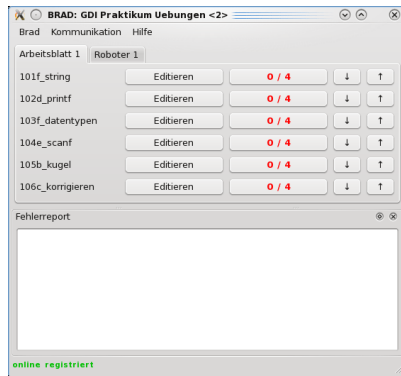 BRAD: GDI Praktikum Uebungen <2>
Brad Kommunikation Hilfe
Arbeitsblatt 1 Roboter 1
101f_string Editieren 0 / 4 ↓ ↑
102d_printf Editieren 0 / 4 ↓ ↑
103f_datentypen Editieren 0 / 4 ↓ ↑
104e_scanf Editieren 0 / 4 ↓ ↑
105b_kugel Editieren 0 / 4 ↓ ↑
106c_korrigieren Editieren 0 / 4 ↓ ↑
Fehlerreport
online registriert